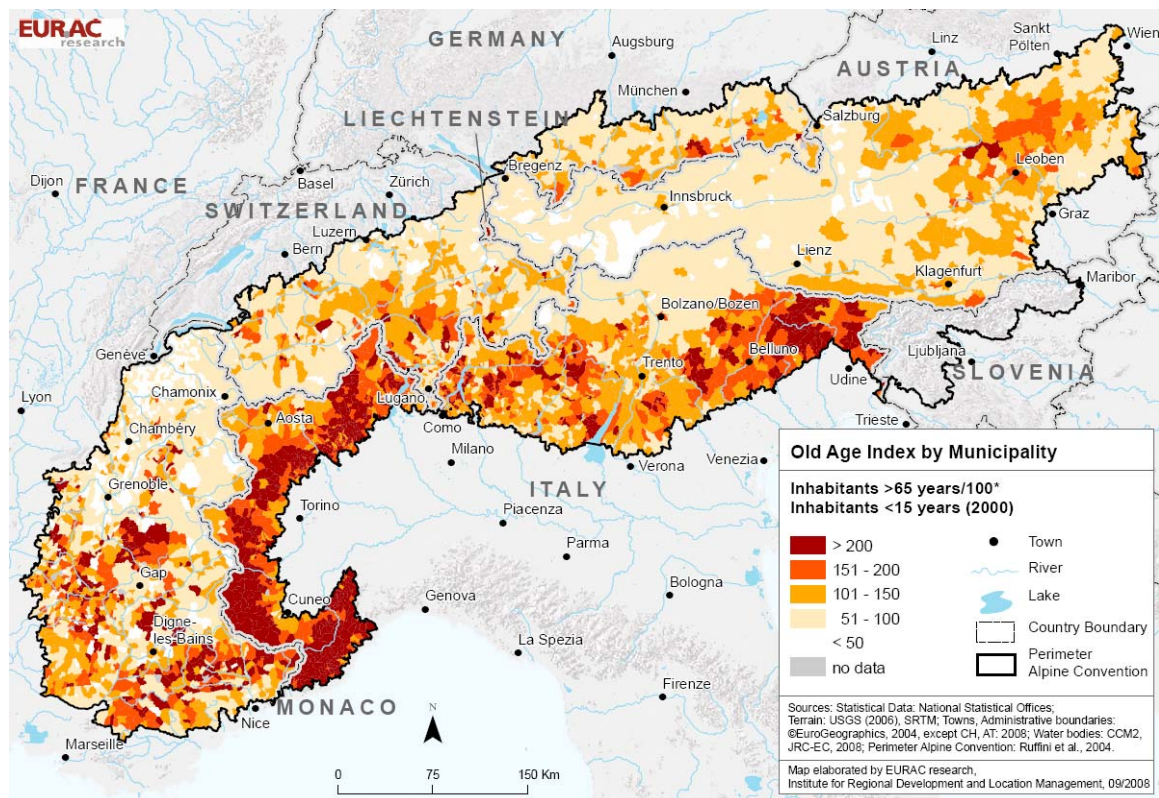 EURAC
research
GERMANY
Augsburg
Linz
Sankt
Pölten
Wien
AUSTRIA
München
LIECHTENSTEIN
Salzburg
Bregenz
Leoben
Dijon
FRANCE
Basel
Zürich
SWITZERLAND
Luzern
Bern
Innsbruck
Graz
Lienz
Klagenfurt
Maribor
Bolzano/Bozen
Genève
Trento
Belluno
Ljubljana
SLOVENIA
Udine
Chamonix
Lyon
Aosta
Lugano
Como
Trieste
Chambéry
Milano
Verona
Venezia
Grenoble
ITALY
Torino
Piacenza
Parma
Gap
Cuneo
Genova
Bologna
Digne-
les-Bains
La Spezia
MONACO
Nice
Firenze
Marseille
N
0 75 150 Km
Old Age Index by Municipality
Inhabitants >65 years/100*
Inhabitants <15 years (2000)
> 200
151 - 200
101 - 150
51 - 100
< 50
no data
Town
River
Lake
Country Boundary
Perimeter
Alpine Convention
Sources: Statistical Data: National Statistical Offices;
Terrain: USGS (2006), SRTM; Towns, Administrative boundaries:
©EuroGeographics, 2004, except CH, AT: 2008; Water bodies: CCM2,
JRC-EC, 2008; Perimeter Alpine Convention: Ruffini et al., 2004.
Map elaborated by EURAC research,
Institute for Regional Development and Location Management, 09/2008